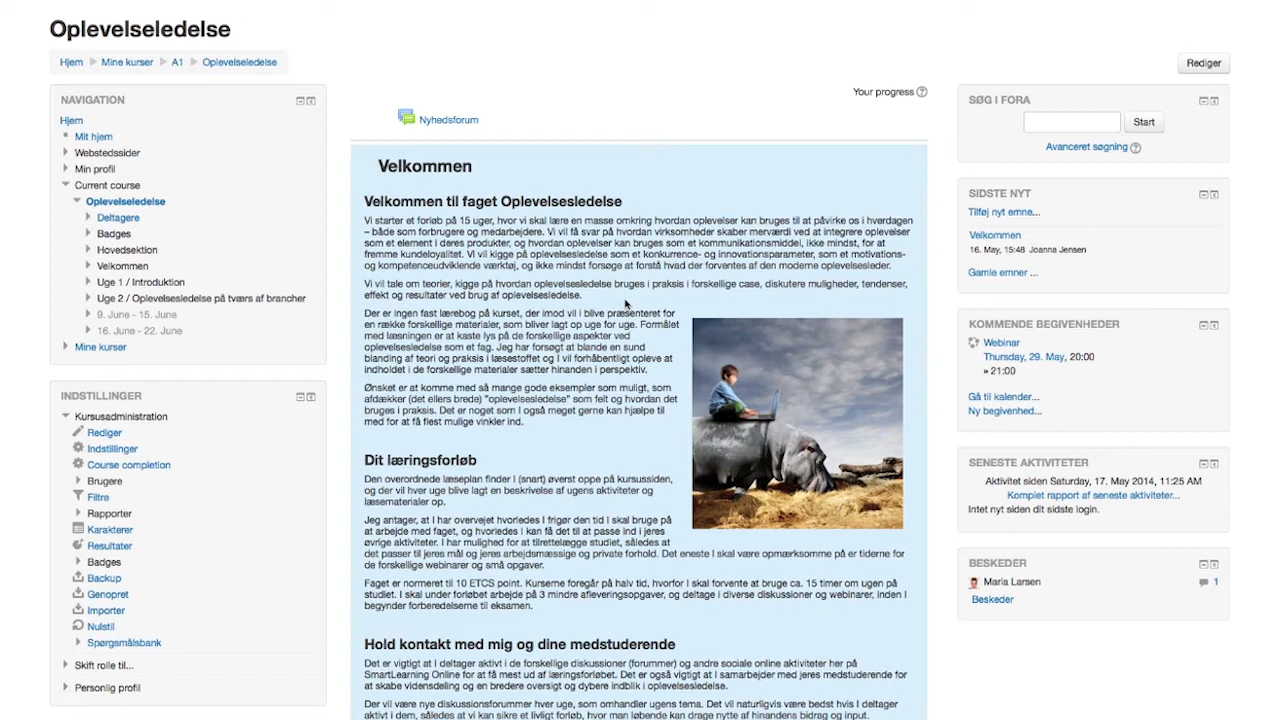 Oplevelseledelse
Hjem Mine kurser A1 Oplevelseledelse
Rediger
NAVIGATION
Hjem
Mit hjem
Webstedssider
Min profil
Current course
Oplevelseledelse
Deltagere
Badges
Hovedsektion
Velkommen
Uge 1 / Introduktion
Uge 2 / Oplevelsesledelse på tværs af brancher
9. June - 15. June
16. June - 22. June
Mine kurser
INDSTILLINGER
Kursusadministration
Rediger
Indstillinger
Course completion
Brugere
Filtre
Rapporter
Karakterer
Resultater
Badges
Backup
Genopret
Importer
Nulstil
Spørgsmålsbank
Skift rolle til...
Personlig profil
Your progress
Nyhedsforum
Velkommen
Velkommen til faget Oplevelsesledelse
Vi starter et forløb på 15 uger, hvor vi skal lære en masse omkring hvordan oplevelser kan bruges til at påvirke os i hverdagen
– både som forbrugere og medarbejdere. Vi vil få svar på hvordan virksomheder skaber merværdi ved at integrere oplevelser
som et element i deres produkter, og hvordan oplevelser kan bruges som et kommunikationsmiddel, ikke mindst, for at
fremme kundeloyalitet. Vi vil kigge på oplevelsesledelse som et konkurrence- og innovationsparameter, som et motivations-
og kompetenceudviklende værktøj, og ikke mindst forsøge at forstå hvad der forventes af den moderne oplevelsesleder.
Vi vil tale om teorier, kigge på hvordan oplevelsesledelse bruges i praksis i forskellige case, diskutere muligheder, tendenser,
effekt og resultater ved brug af oplevelsesledelse.
Der er ingen fast lærebog på kurset, der imod vil i blive præsenteret for
en række forskellige materialer, som bliver lagt op uge for uge. Formålet
med læsningen er at kaste lys på de forskellige aspekter ved
oplevelsesledelse som et fag. Jeg har forsøgt at blande en sund
blanding af teori og praksis i læsestoffet og I vil forhåbentligt opleve at
indholdet i de forskellige materialer sætter hinanden i perspektiv.
Ønsket er at komme med så mange gode eksempler som muligt, som
afdækker (det ellers brede) "oplevelsesledelse" som felt og hvordan det
bruges i praksis. Det er noget som I også meget gerne kan hjælpe til
med for at få flest mulige vinkler ind.
Dit læringsforløb
Den overordnede læseplan finder I (snart) øverst oppe på kursussiden,
og der vil hver uge blive lagt en beskrivelse af ugens aktiviteter og
læsematerialer op.
Jeg antager, at I har overvejet hvorledes I frigør den tid I skal bruge på
at arbejde med faget, og hvorledes i kan få det til at passe ind i jeres
øvrige aktiviteter. I har mulighed for at tilrettelægge studiet, således at
det passer til jeres mål og jeres arbejdsmæssige og private forhold. Det eneste I skal være opmærksomme på er tiderne for
de forskellige webinarer og små opgaver.
Faget er normeret til 10 ETCS point. Kurserne foregår på halv tid, hvorfor I skal forvente at bruge ca. 15 timer om ugen på
studiet. I skal under forløbet arbejde på 3 mindre afleveringsopgaver, og deltage i diverse diskussioner og webinarer, inden I
begynder forberedelserne til eksamen.
Hold kontakt med mig og dine medstuderende
Det er vigtigt at I deltager aktivt i de forskellige diskussioner (forummer) og andre sociale online aktiviteter her på
SmartLearning Online for at få mest ud af læringsforløbet. Det er også vigtigt at I samarbejder med jeres medstuderende for
at skabe vidensdeling og en bredere oversigt og dybere indblik i oplevelsesledelse.
Der vil være nye diskussionsforummer hver uge, som omhandler ugens tema. Det vil naturligvis være bedst hvis I deltager
aktivt i dem, således at vi kan sikre et livligt forløb, hvor man løbende kan drage nytte af hinandens bidrag og input.
SØG I FORA
Start
Avanceret søgning
SIDSTE NYT
Tilføj nyt emne...
Velkommen
16. May, 15:48 Joanna Jensen
Gamle emner ...
KOMMENDE BEGIVENHEDER
Webinar
Thursday, 29. May, 20:00
» 21:00
Gå til kalender...
Ny begivenhed...
SENESTE AKTIVITETER
Aktivitet siden Saturday, 17. May 2014, 11:25 AM
Komplet rapport af seneste aktiviteter...
Intet nyt siden dit sidste login.
BESKEDER
Maria Larsen 1
Beskeder